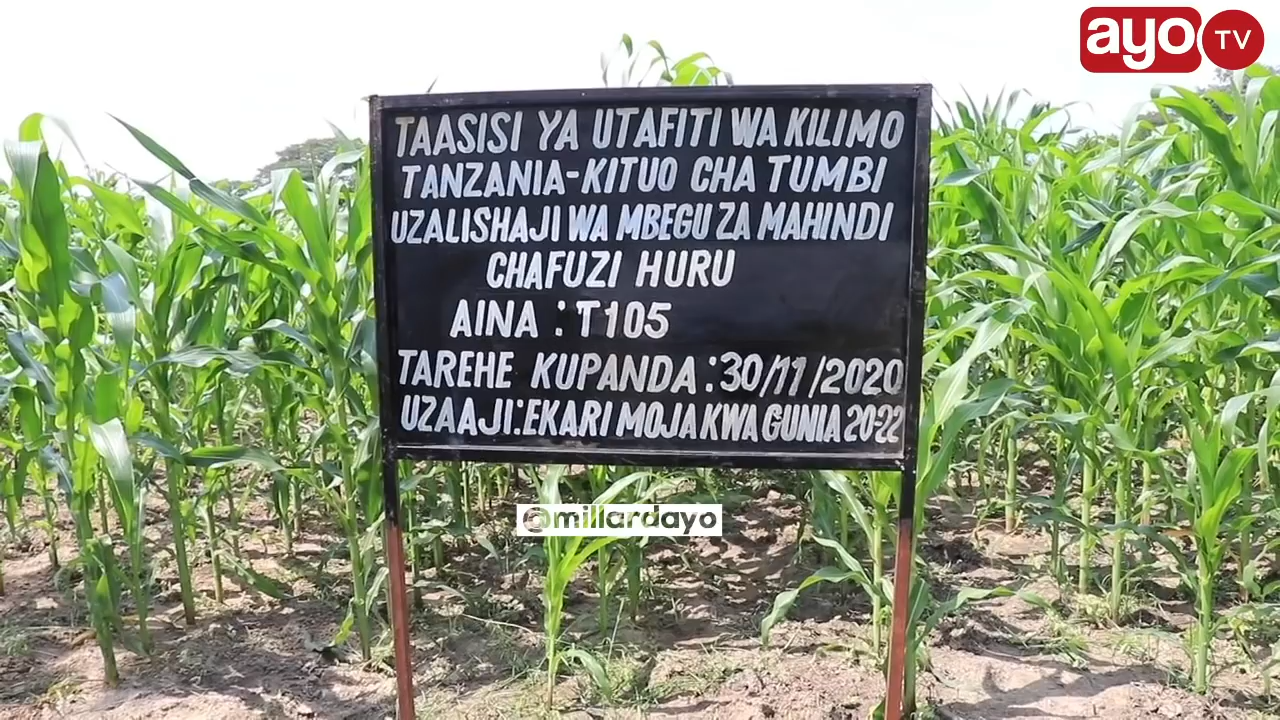 ayo TV
TAASISI YA UTAFITI WA KILIMO
TANZANIA-KITUO CHA TUMBI
UZALISHAJI WA MBEGU ZA MAHINDI
CHAFUZI HURU
AINA : T105
TAREHE KUPANDA : 30/11/2020
UZAAJI: EKARI MOJA KWA GUNIA 20-22
@millardayo